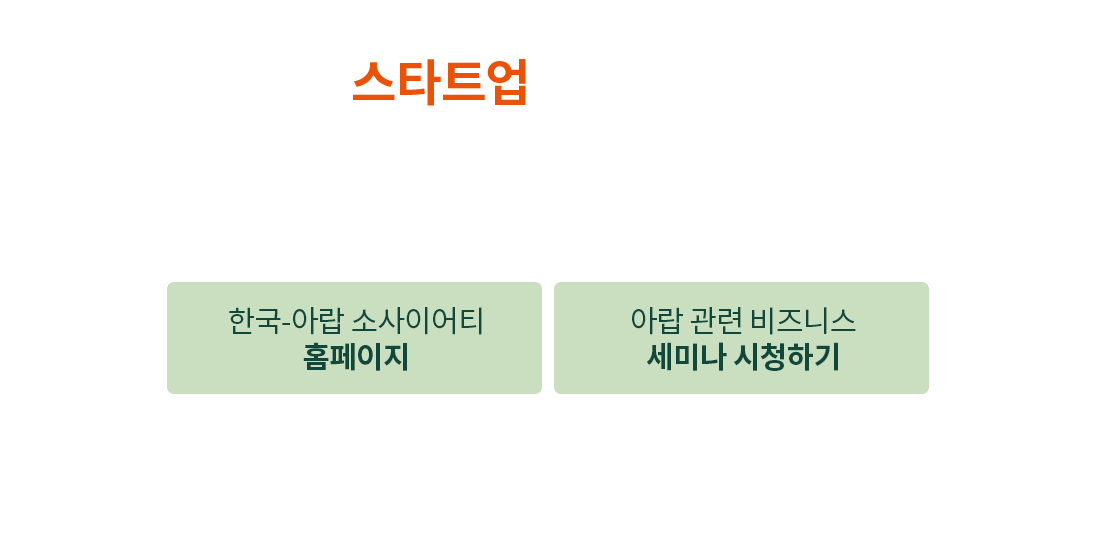 스타트업
한국-아랍 소사이어티
홈페이지
아랍 관련 비즈니스
세미나 시청하기